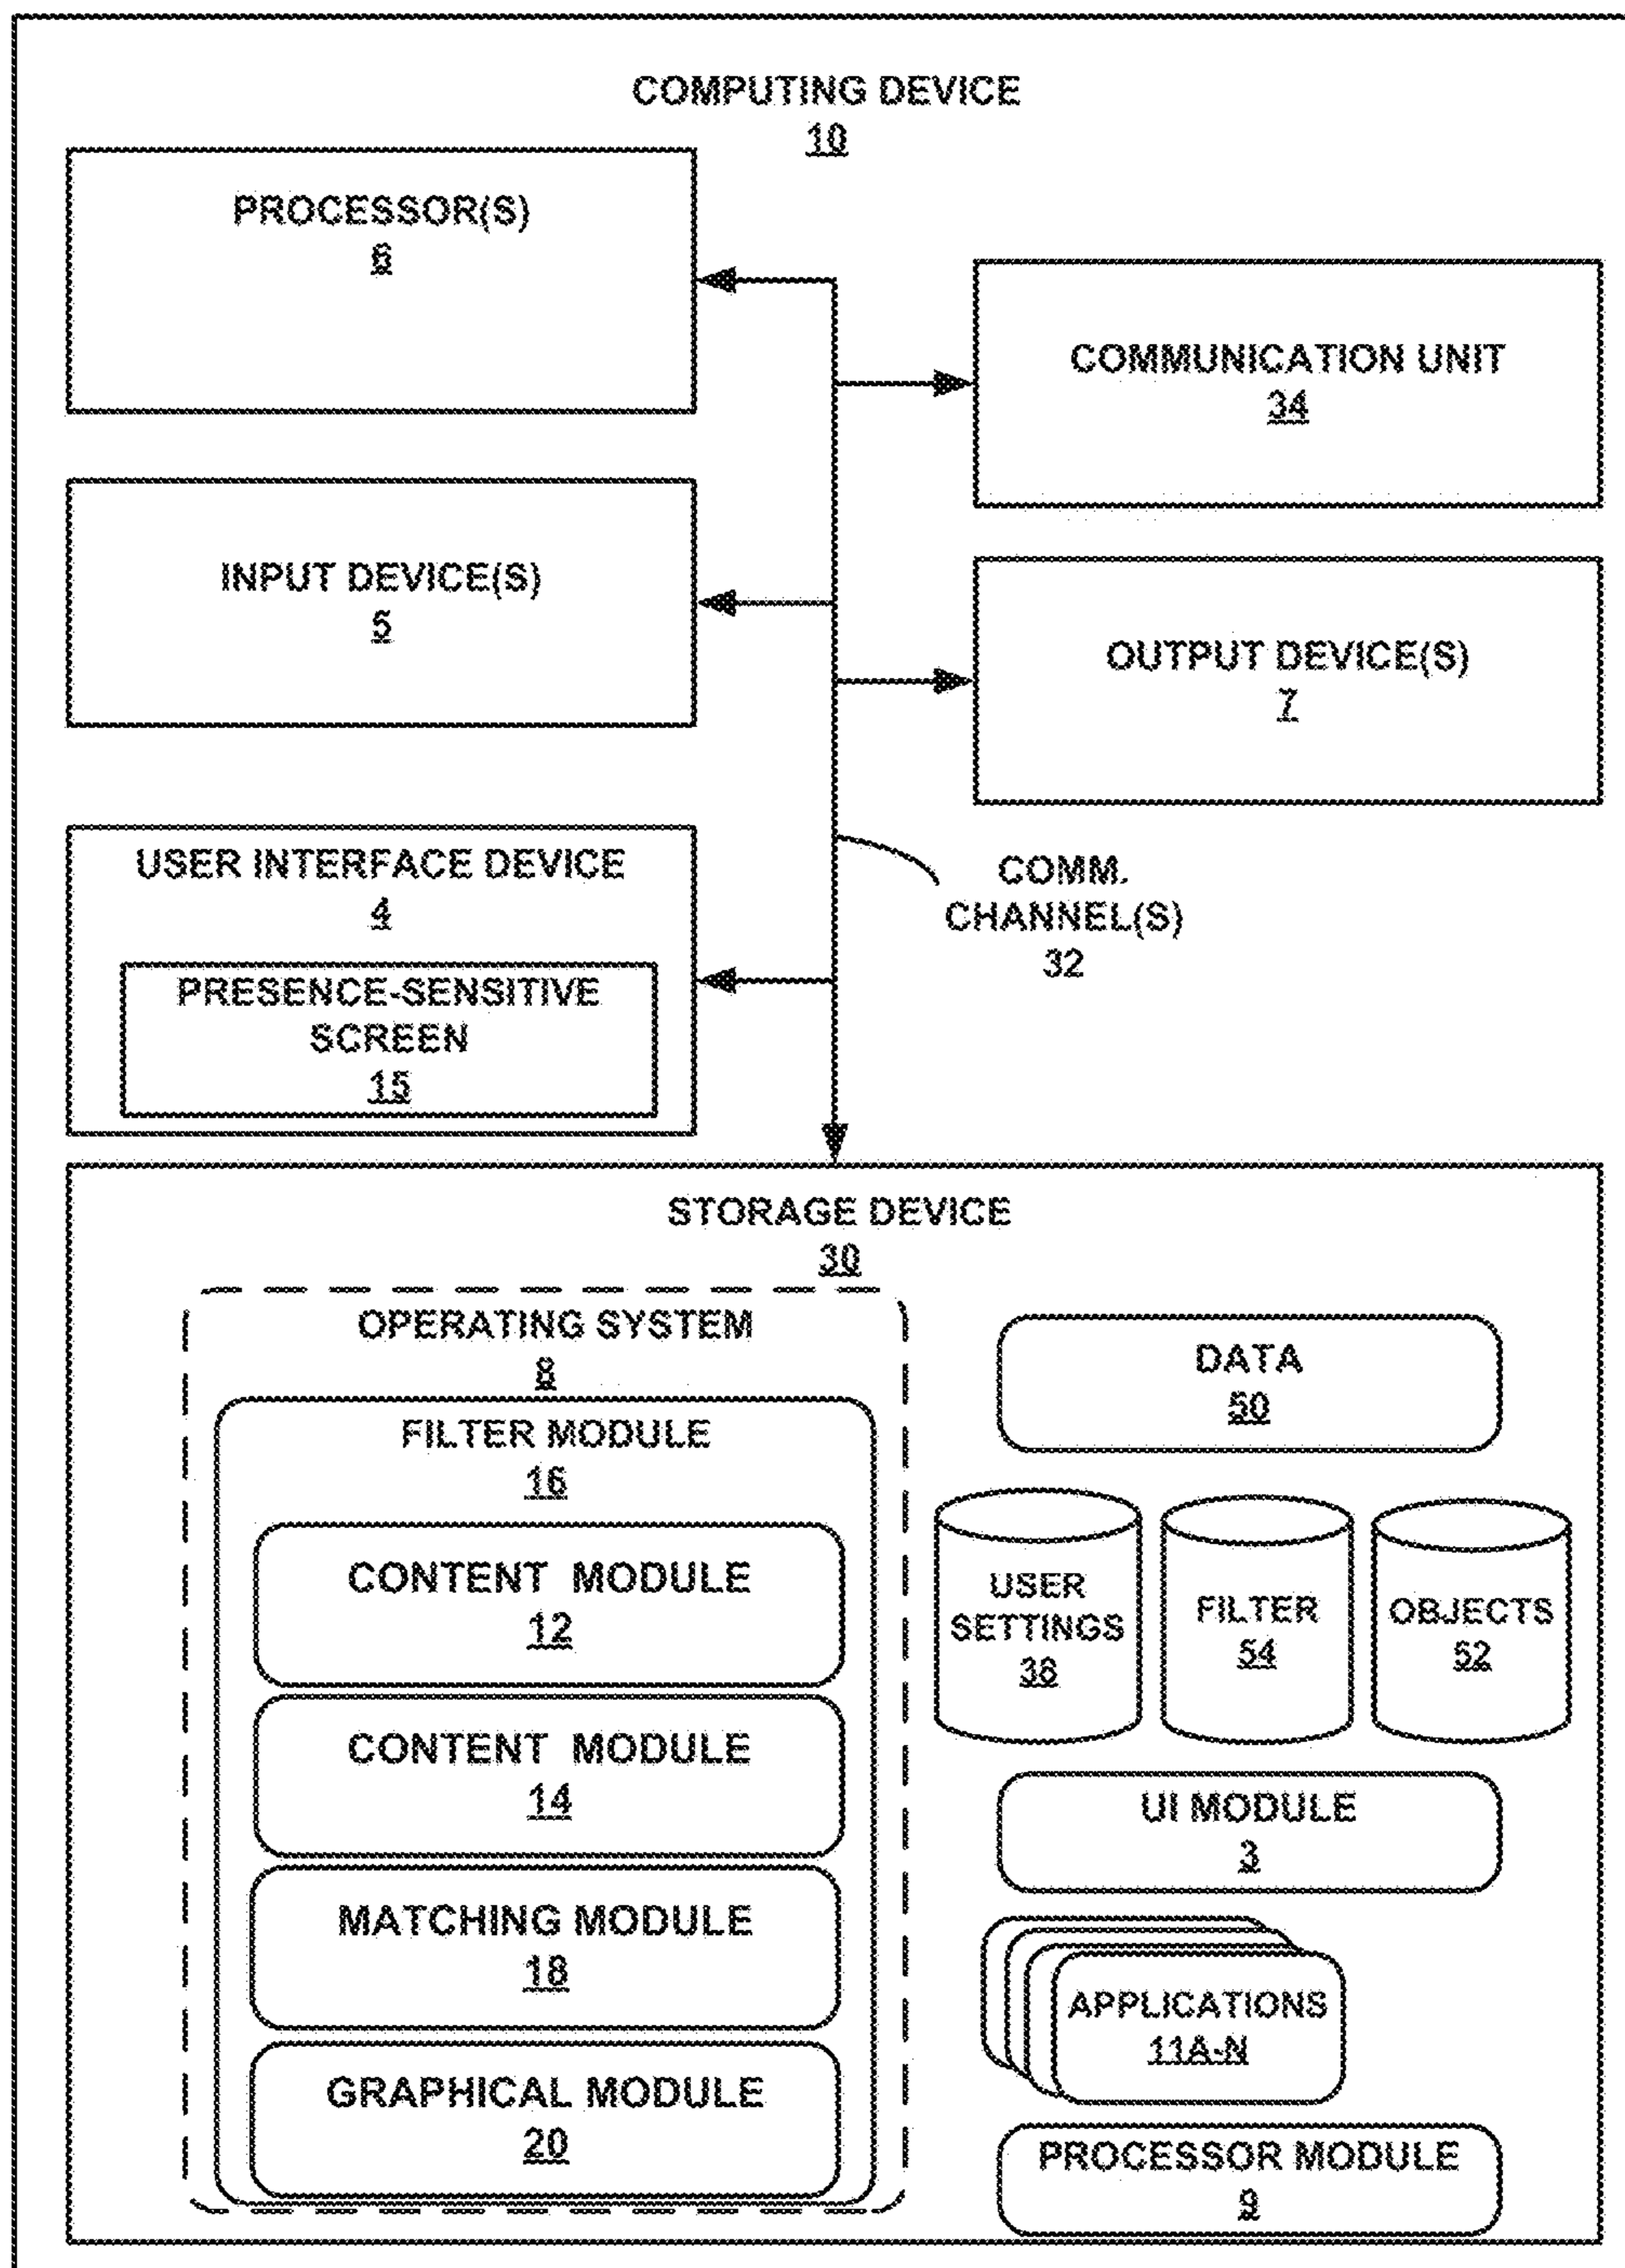 COMPUTING DEVICE
10
PROCESSOR(S)
6
COMMUNICATION UNIT
34
INPUT DEVICE(S)
5
OUTPUT DEVICE(S)
7
USER INTERFACE DEVICE
4
COMM.
CHANNEL(S)
32
PRESENCE-SENSITIVE
SCREEN
15
STORAGE DEVICE
30
OPERATING SYSTEM
8
FILTER MODULE
16
CONTENT MODULE
12
CONTENT MODULE
14
MATCHING MODULE
18
GRAPHICAL MODULE
20
DATA
50
USER
SETTINGS
36
FILTER
54
OBJECTS
52
UI MODULE
3
APPLICATIONS
11A-N
PROCESSOR MODULE
9